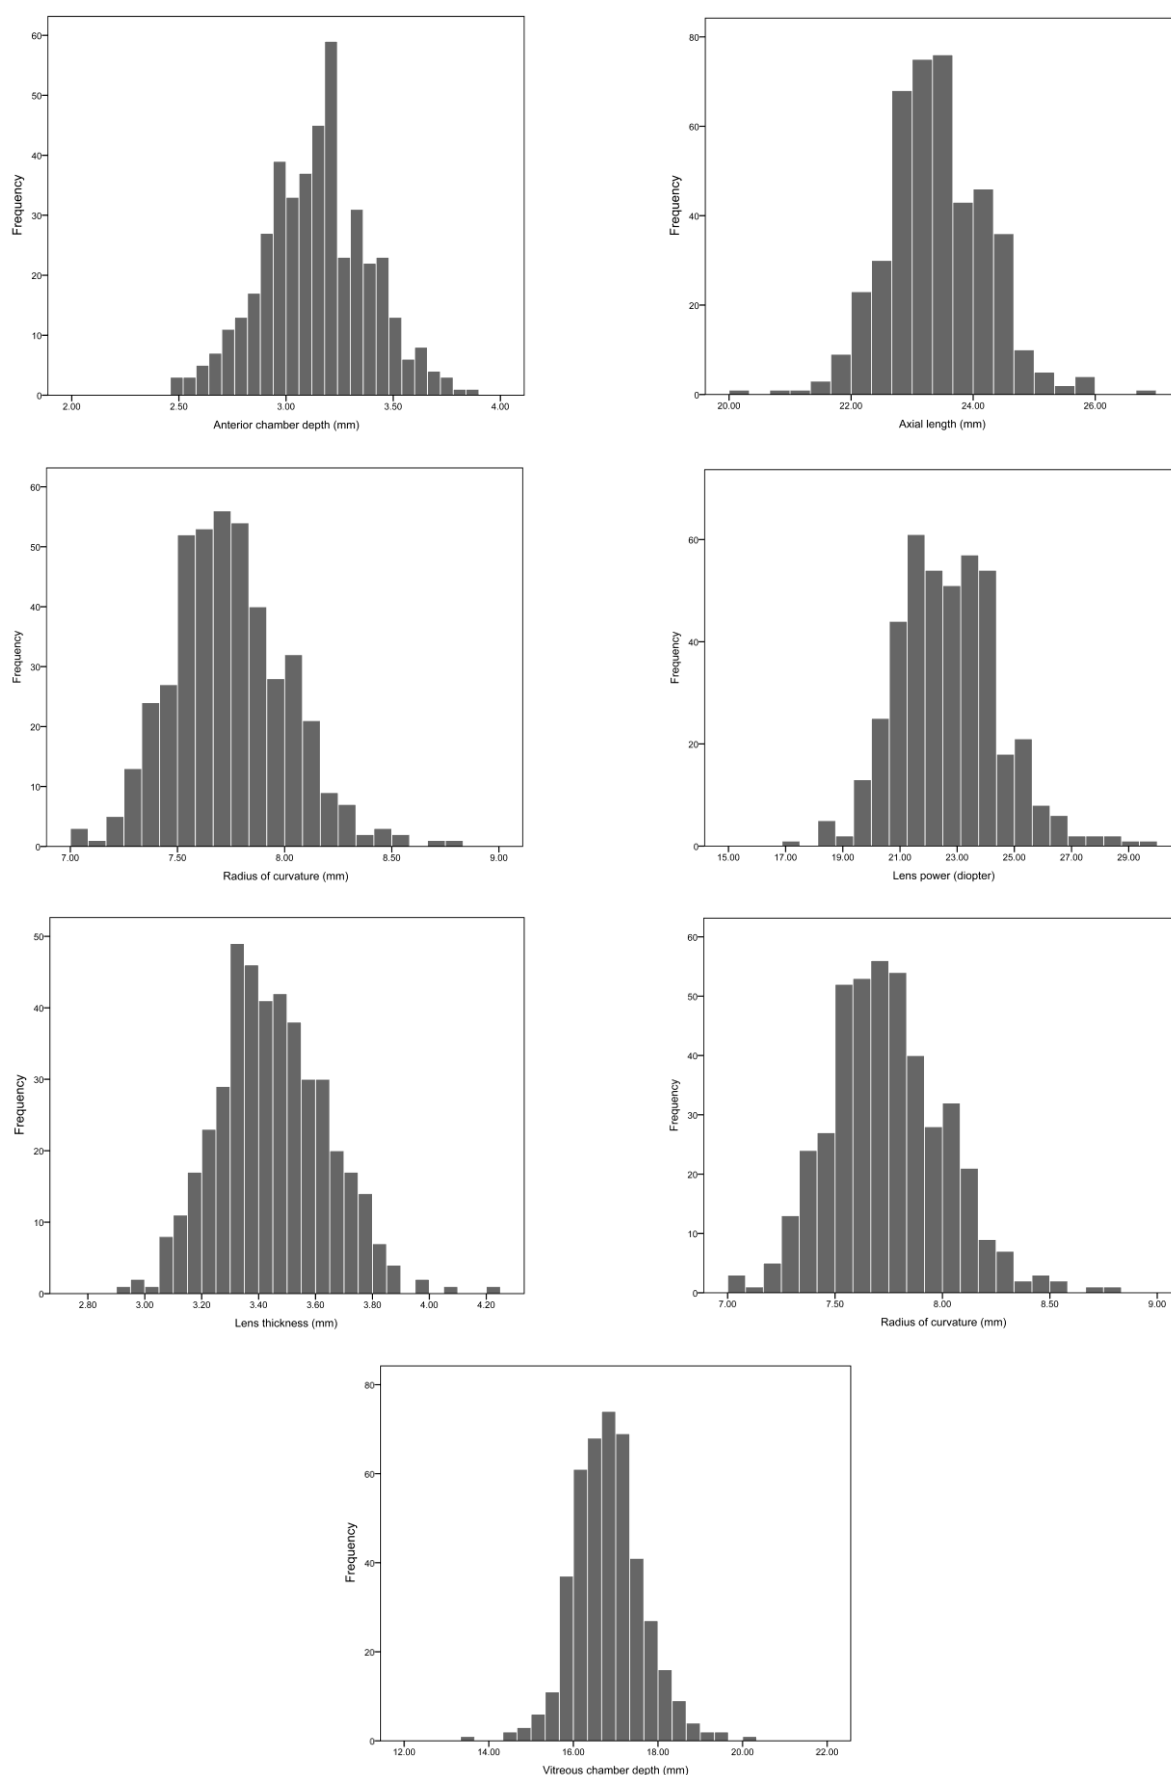 60
50
40
30
20
10
0
Frequency
2.00 2.50 3.00 3.50 4.00
Anterior chamber depth (mm)
80
60
40
20
0
Frequency
20.00 22.00 24.00 26.00
Axial length (mm)
60
50
40
30
20
10
0
Frequency
7.00 7.50 8.00 8.50 9.00
Radius of curvature (mm)
60
40
20
0
Frequency
15.00 17.00 19.00 21.00 23.00 25.00 27.00 29.00
Lens power (diopter)
50
40
30
20
10
0
Frequency
2.80 3.00 3.20 3.40 3.60 3.80 4.00 4.20
Lens thickness (mm)
60
50
40
30
20
10
0
Frequency
7.00 7.50 8.00 8.50 9.00
Radius of curvature (mm)
80
60
40
20
0
Frequency
12.00 14.00 16.00 18.00 20.00 22.00
Vitreous chamber depth (mm)